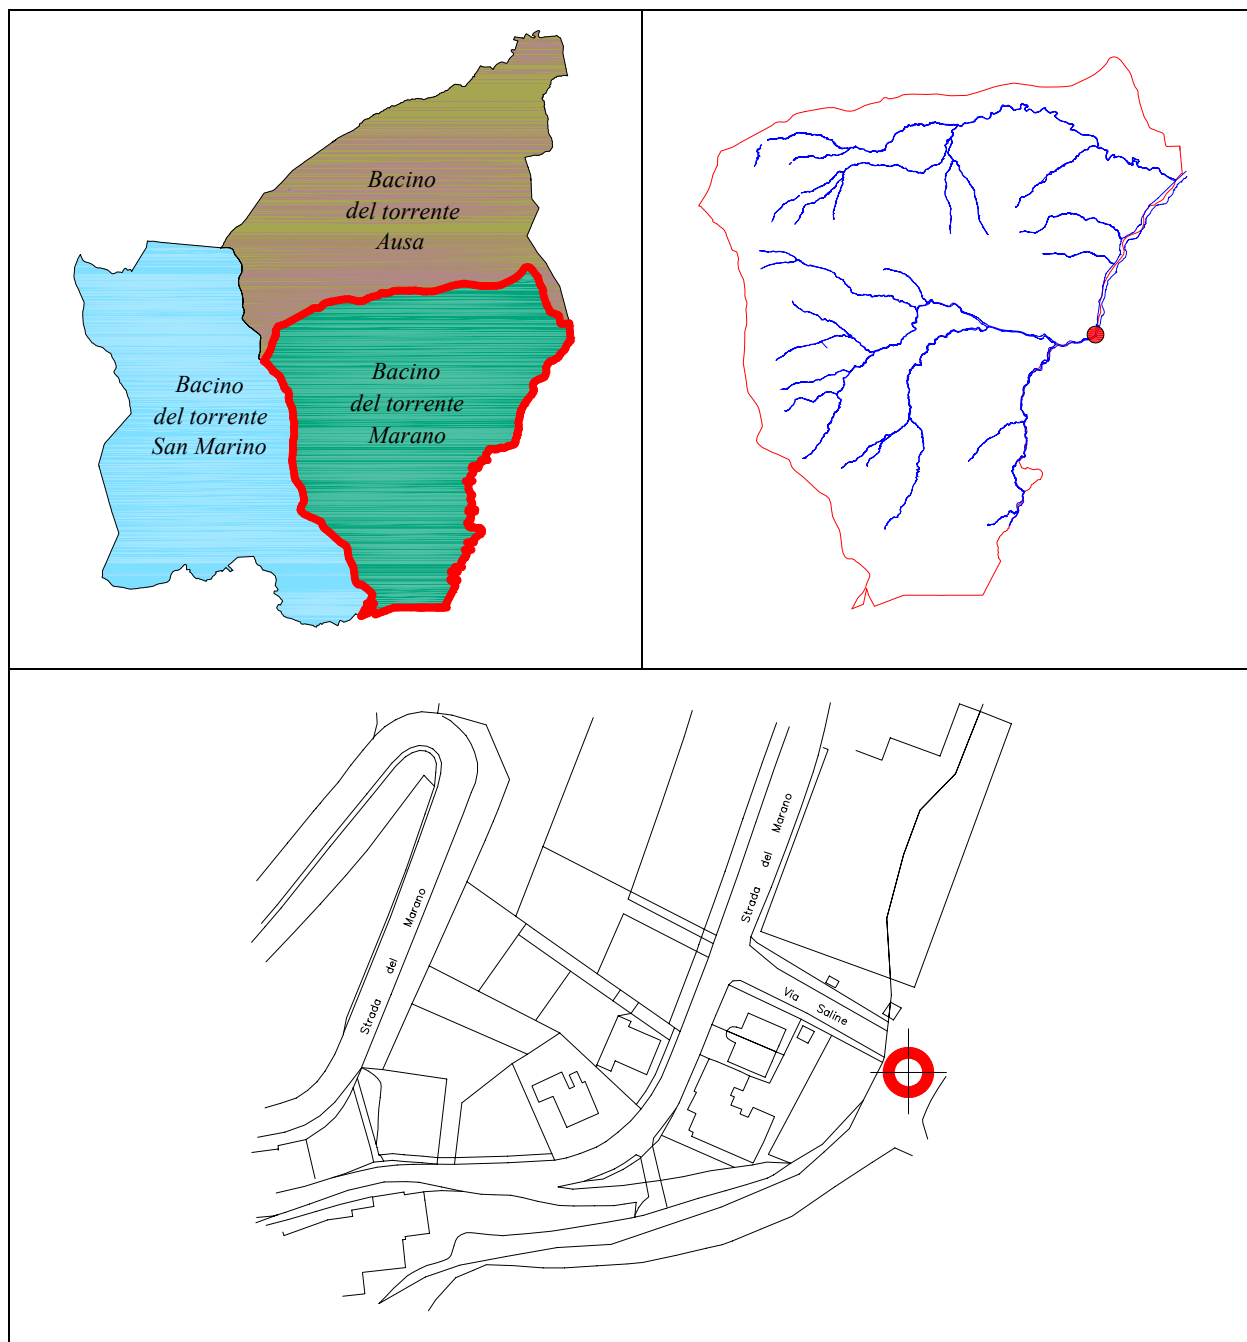 Bacino
del torrente
Ausa
Bacino
del torrente
San Marino
Bacino
del torrente
Marano
Strada del Marano
Strada del Marano
Via Saline